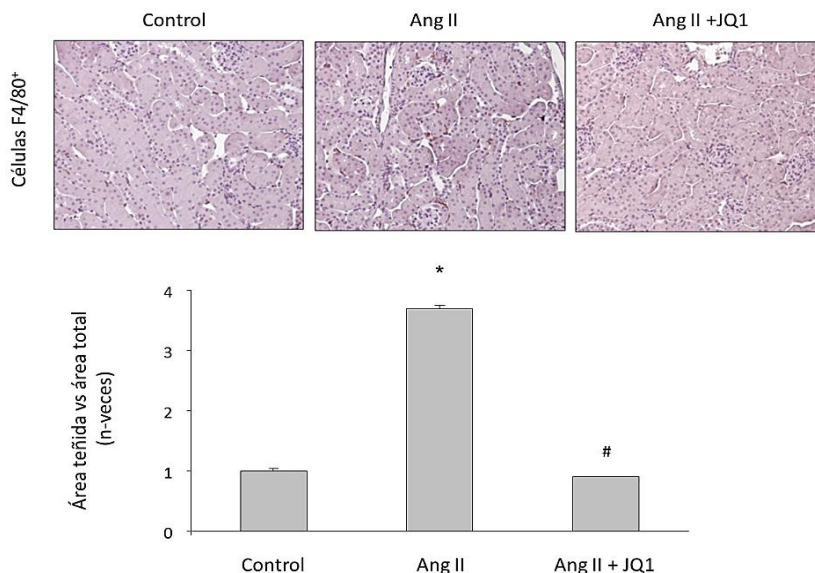 Control
Ang II
Ang II +JQ1
Células F4/80⁺
*
4
3
2
1
0
#
Área teñida vs área total
(n-veces)
Control
Ang II
Ang II + JQ1